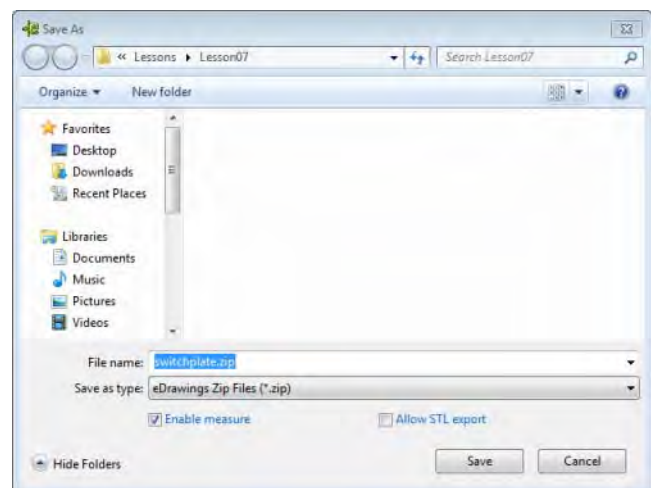 Save As
« Lessons ▸ Lesson07
Search Lesson07
Organize
New folder
Favorites
Desktop
Downloads
Recent Places
Libraries
Documents
Music
Pictures
Videos
File name: switchplate.zip
Save as type: eDrawings Zip Files (*.zip)
Enable measure
Allow STL export
Hide Folders
Save
Cancel